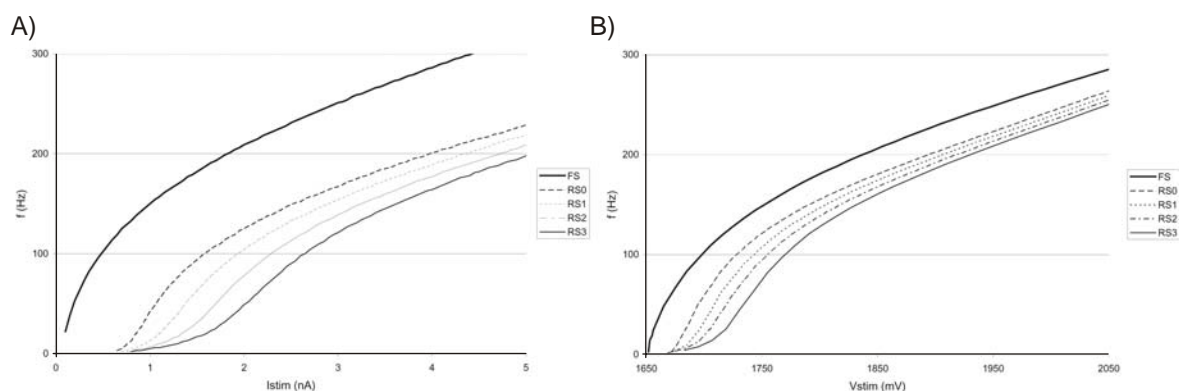 A)
300
200
100
0
f (Hz)
0 1 2 3 4 5
Istim (nA)
FS
RS0
RS1
RS2
RS3
B)
300
200
100
0
f (Hz)
1650 1750 1850 1950 2050
Vstim (mV)
FS
RS0
RS1
RS2
RS3